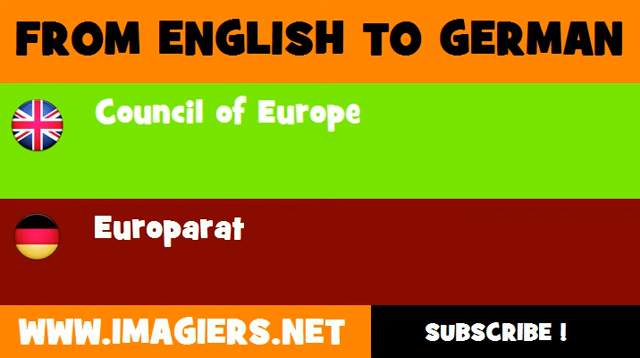 FROM ENGLISH TO GERMAN
Council of Europe
Europarat
WWW.IMAGIERS.NET
SUBSCRIBE !